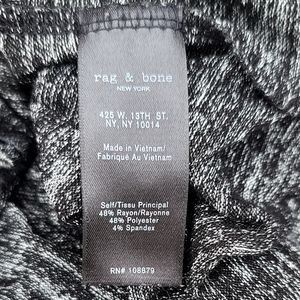 rag & bone
NEW YORK
425 W. 13TH ST.
NY, NY 10014
Made in Vietnam/
Fabriqué Au Vietnam
Self/Tissu Principal
48% Rayon/Rayonne
48% Polyester
4% Spandex
RN# 108879